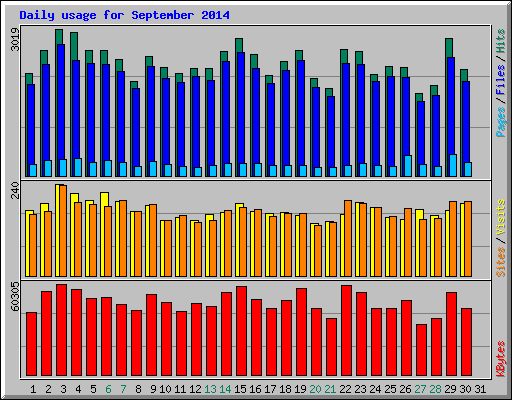 Daily usage for September 2014
3019
Pages / Files / Hits
240
Sites / Visits
60305
KBytes
1 2 3 4 5 6 7 8 9 10 11 12 13 14 15 16 17 18 19 20 21 22 23 24 25 26 27 28 29 30 31